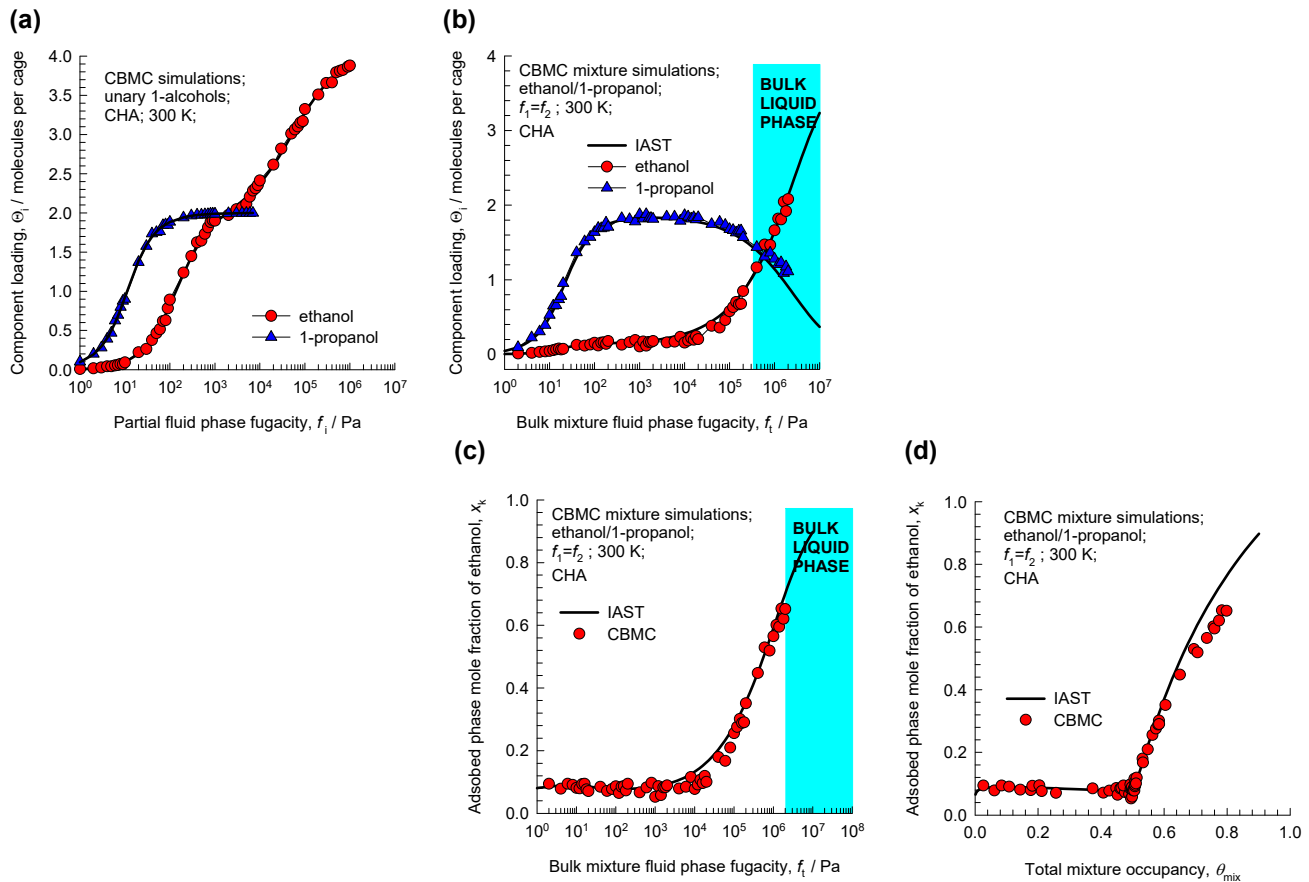 (a)
CBMC simulations;
unary 1-alcohols;
CHA; 300 K;
Component loading, Θi / molecules per cage
4.0
3.5
3.0
2.5
2.0
1.5
1.0
0.5
0.0
ethanol
1-propanol
10^0 10^1 10^2 10^3 10^4 10^5 10^6 10^7
Partial fluid phase fugacity, f_i / Pa
(b)
CBMC mixture simulations;
ethanol/1-propanol;
f1=f2 ; 300 K;
CHA
BULK
LIQUID
PHASE
IAST
ethanol
1-propanol
Component loading, Θi / molecules per cage
4
3
2
1
0
10^0 10^1 10^2 10^3 10^4 10^5 10^6 10^7
Bulk mixture fluid phase fugacity, f_t / Pa
(c)
CBMC mixture simulations;
ethanol/1-propanol;
f1=f2 ; 300 K;
CHA
BULK
LIQUID
PHASE
IAST
CBMC
Adsobed phase mole fraction of ethanol, x_k
1.0
0.8
0.6
0.4
0.2
0.0
10^0 10^1 10^2 10^3 10^4 10^5 10^6 10^7 10^8
Bulk mixture fluid phase fugacity, f_t / Pa
(d)
CBMC mixture simulations;
ethanol/1-propanol;
f1=f2 ; 300 K;
CHA
IAST
CBMC
Adsobed phase mole fraction of ethanol, x_k
1.0
0.8
0.6
0.4
0.2
0.0
0.0 0.2 0.4 0.6 0.8 1.0
Total mixture occupancy, θ_mix